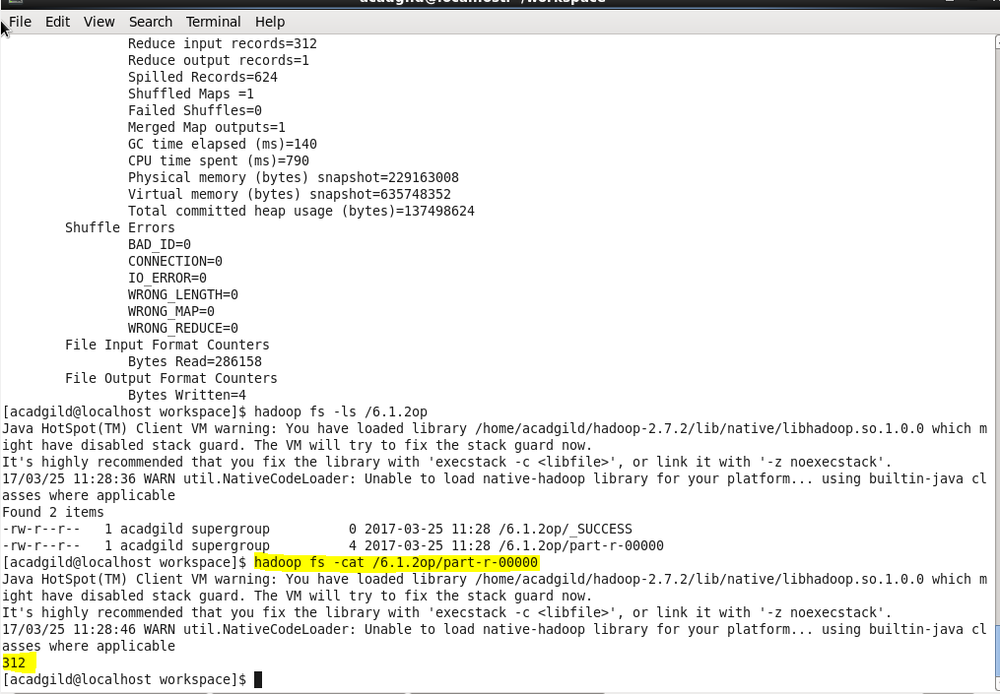 acadgild@localhost:~/workspace
File Edit View Search Terminal Help
Reduce input records=312
Reduce output records=1
Spilled Records=624
Shuffled Maps =1
Failed Shuffles=0
Merged Map outputs=1
GC time elapsed (ms)=140
CPU time spent (ms)=790
Physical memory (bytes) snapshot=229163008
Virtual memory (bytes) snapshot=635748352
Total committed heap usage (bytes)=137498624
Shuffle Errors
BAD_ID=0
CONNECTION=0
IO_ERROR=0
WRONG_LENGTH=0
WRONG_MAP=0
WRONG_REDUCE=0
File Input Format Counters
Bytes Read=286158
File Output Format Counters
Bytes Written=4
[acadgild@localhost workspace]$ hadoop fs -ls /6.1.2op
Java HotSpot(TM) Client VM warning: You have loaded library /home/acadgild/hadoop-2.7.2/lib/native/libhadoop.so.1.0.0 which m
ight have disabled stack guard. The VM will try to fix the stack guard now.
It's highly recommended that you fix the library with 'execstack -c <libfile>', or link it with '-z noexecstack'.
17/03/25 11:28:36 WARN util.NativeCodeLoader: Unable to load native-hadoop library for your platform... using builtin-java cl
asses where applicable
Found 2 items
-rw-r--r--   1 acadgild supergroup          0 2017-03-25 11:28 /6.1.2op/_SUCCESS
-rw-r--r--   1 acadgild supergroup          4 2017-03-25 11:28 /6.1.2op/part-r-00000
[acadgild@localhost workspace]$ hadoop fs -cat /6.1.2op/part-r-00000
Java HotSpot(TM) Client VM warning: You have loaded library /home/acadgild/hadoop-2.7.2/lib/native/libhadoop.so.1.0.0 which m
ight have disabled stack guard. The VM will try to fix the stack guard now.
It's highly recommended that you fix the library with 'execstack -c <libfile>', or link it with '-z noexecstack'.
17/03/25 11:28:46 WARN util.NativeCodeLoader: Unable to load native-hadoop library for your platform... using builtin-java cl
asses where applicable
312
[acadgild@localhost workspace]$